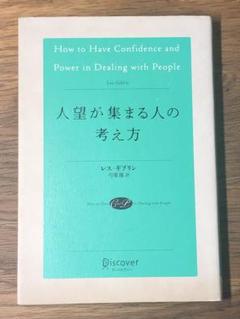 How to Have Confidence and
Power in Dealing with People
Les Giblin
人望が集まる人の
考え方
レス・ギブリン
弓場隆 訳
Discover